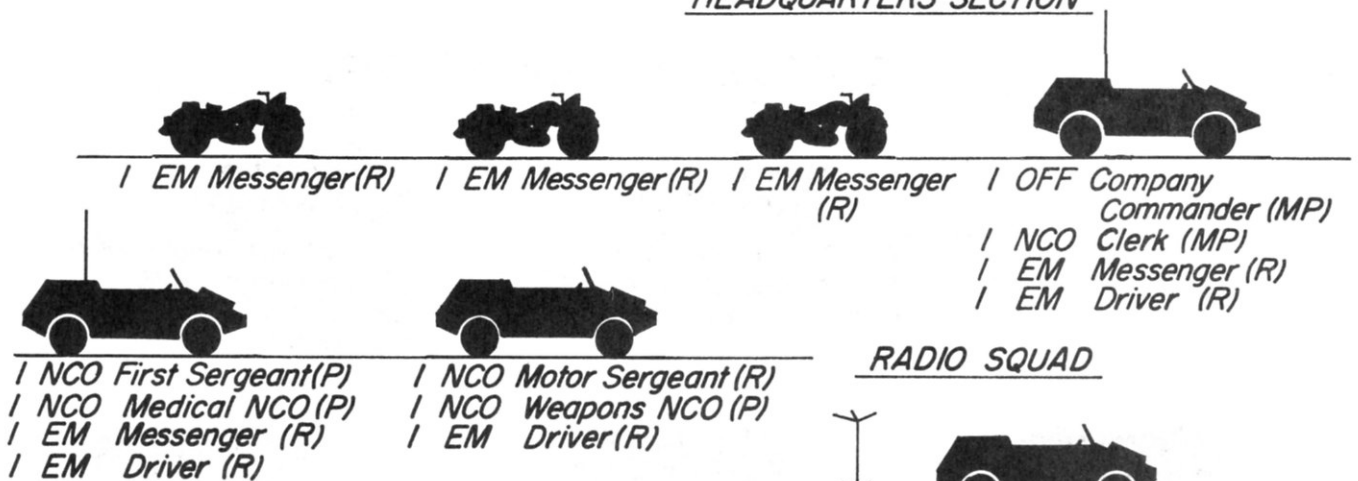 HEADQUARTERS SECTION
1 EM Messenger(R)
1 EM Messenger(R)
1 EM Messenger
(R)
1 OFF Company
Commander (MP)
1 NCO Clerk (MP)
1 EM Messenger (R)
1 EM Driver (R)
1 NCO First Sergeant(P)
1 NCO Medical NCO(P)
1 EM Messenger (R)
1 EM Driver (R)
1 NCO Motor Sergeant(R)
1 NCO Weapons NCO (P)
1 EM Driver(R)
RADIO SQUAD